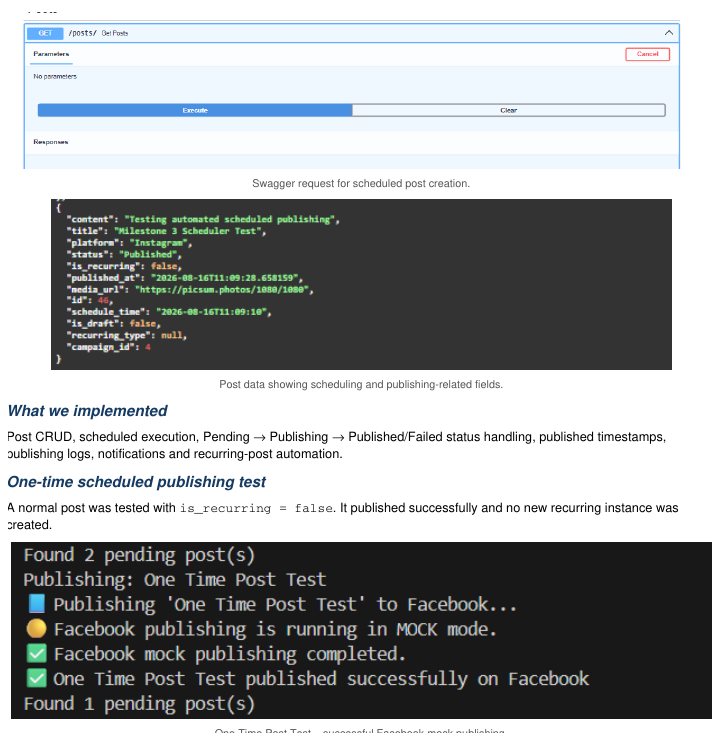 GET /posts/ Get Posts
Parameters
Cancel
No parameters
Execute
Clear
Responses
Swagger request for scheduled post creation.
{
"content": "Testing automated scheduled publishing",
"title": "Milestone 3 Scheduler Test",
"platform": "Instagram",
"status": "Published",
"is_recurring": false,
"published_at": "2026-08-16T11:09:28.658159",
"media_url": "https://picsum.photos/1080/1080",
"id": 46,
"schedule_time": "2026-08-16T11:09:10",
"is_draft": false,
"recurring_type": null,
"campaign_id": 4
}
Post data showing scheduling and publishing-related fields.
What we implemented
Post CRUD, scheduled execution, Pending → Publishing → Published/Failed status handling, published timestamps,
publishing logs, notifications and recurring-post automation.
One-time scheduled publishing test
A normal post was tested with is_recurring = false. It published successfully and no new recurring instance was
created.
Found 2 pending post(s)
Publishing: One Time Post Test
Publishing 'One Time Post Test' to Facebook...
Facebook publishing is running in MOCK mode.
Facebook mock publishing completed.
One Time Post Test published successfully on Facebook
Found 1 pending post(s)
One Time Post Test – successful Facebook mock publishing